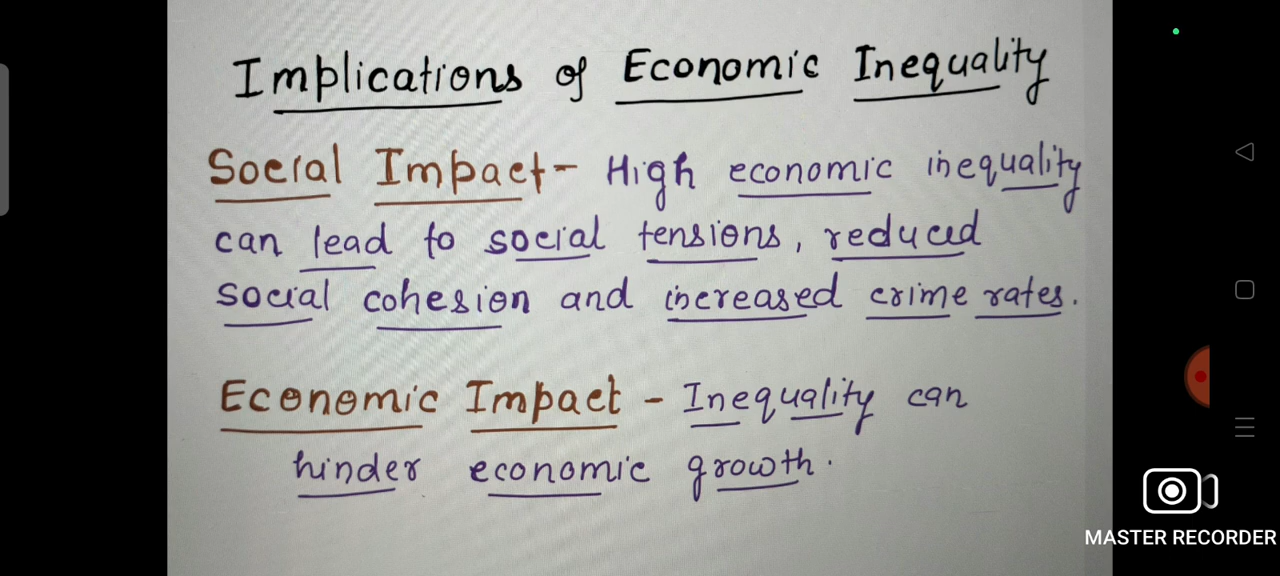 Implications of Economic Inequality
Social Impact - High economic inequality
can lead to social tensions, reduced
social cohesion and increased crime rates.
Economic Impact - Inequality can
hinder economic growth.
MASTER RECORDER